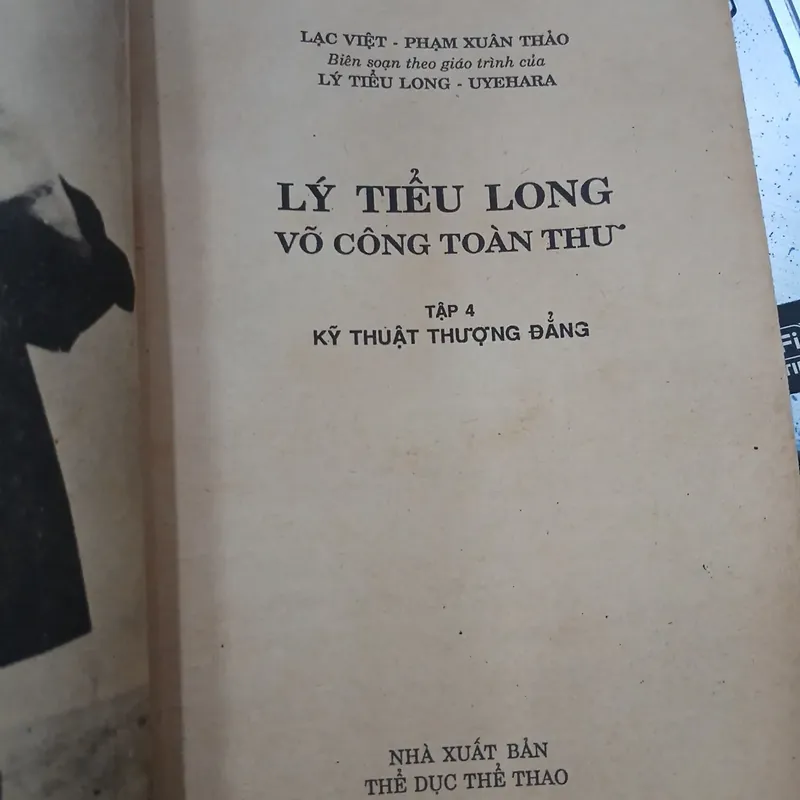 LẠC VIỆT - PHẠM XUÂN THẢO
Biên soạn theo giáo trình của
LÝ TIỂU LONG - UYEHARA
LÝ TIỂU LONG
VÕ CÔNG TOÀN THƯ
TẬP 4
KỸ THUẬT THƯỢNG ĐẲNG
NHÀ XUẤT BẢN
THỂ DỤC THỂ THAO